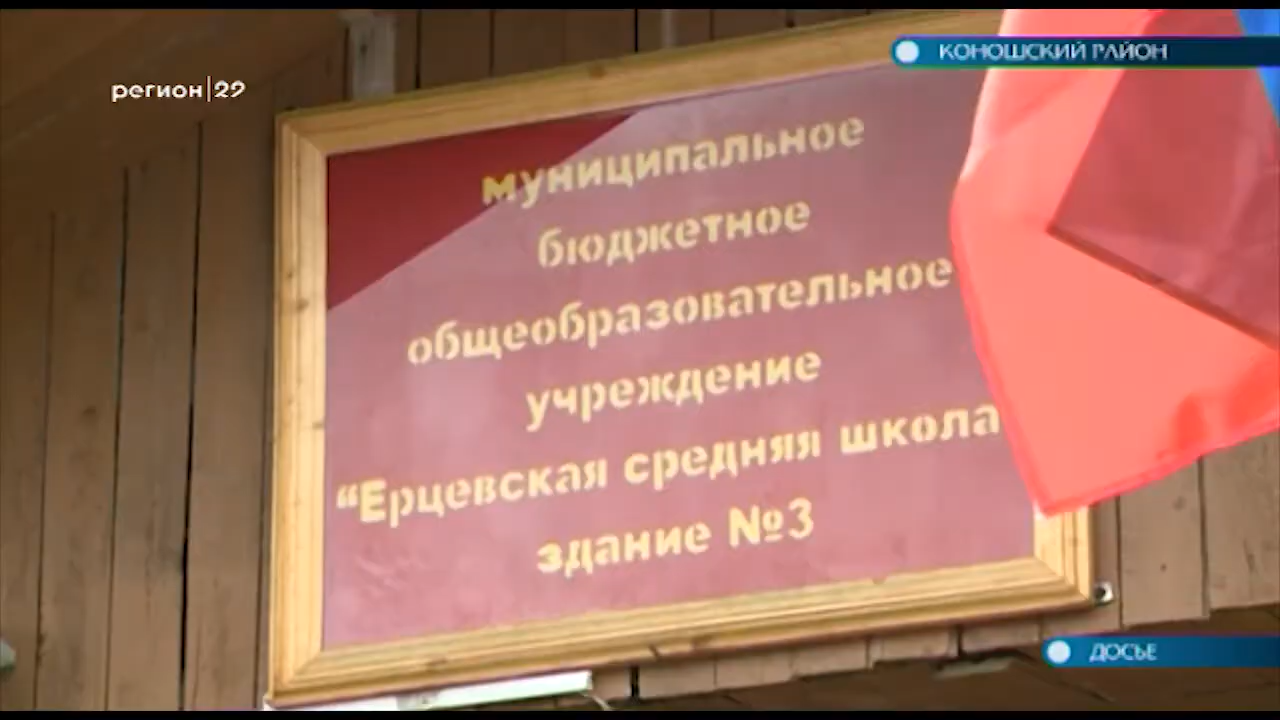 КОНОШСКИЙ РАЙОН
регион|29
муниципальное
бюджетное
общеобразовательное
учреждение
“Ерцевская средняя школа
здание №3
ДОСЬЕ